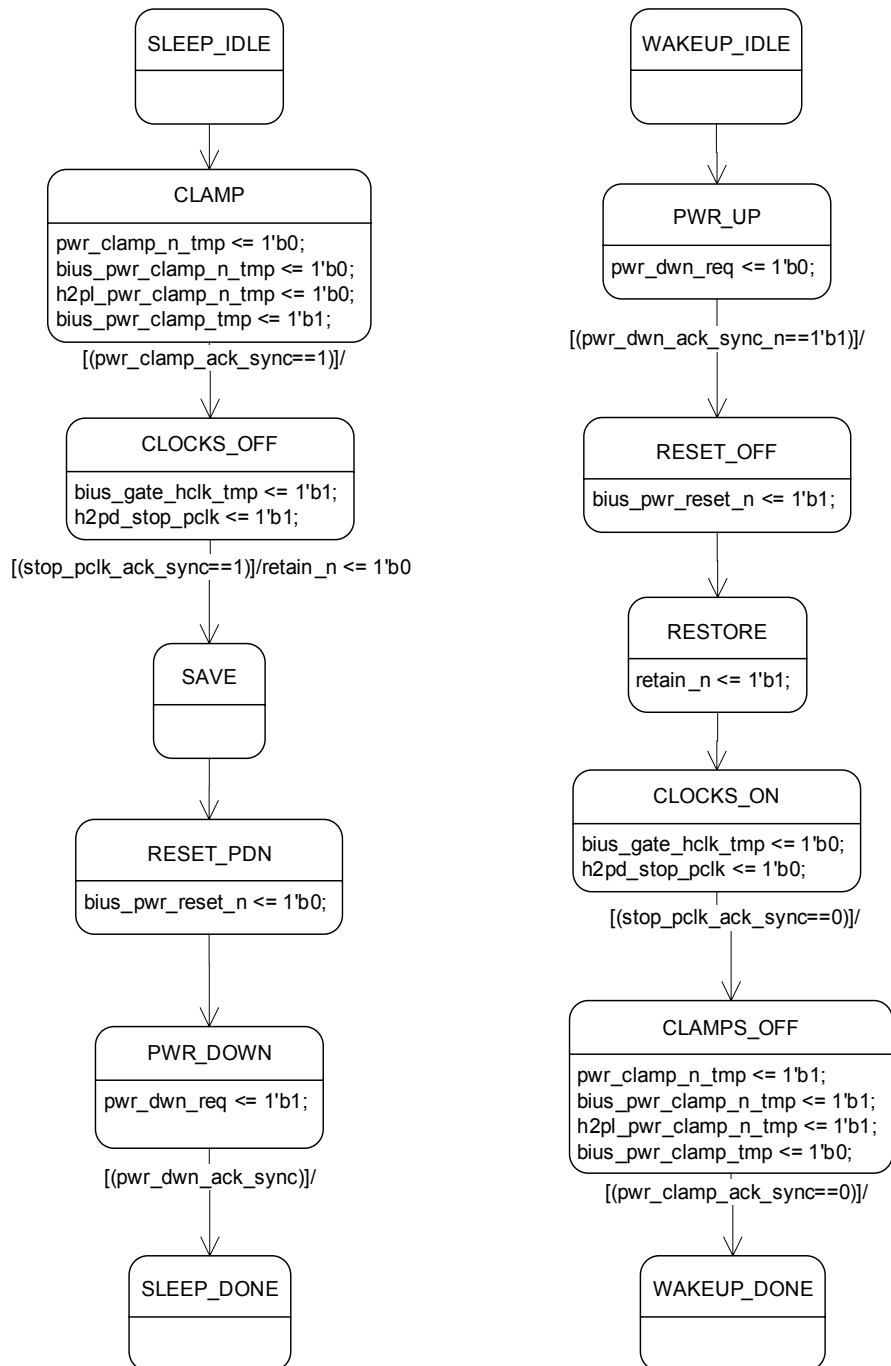 SLEEP_IDLE
CLAMP
pwr_clamp_n_tmp <= 1'b0;
bius_pwr_clamp_n_tmp <= 1'b0;
h2pl_pwr_clamp_n_tmp <= 1'b0;
bius_pwr_clamp_tmp <= 1'b1;
[(pwr_clamp_ack_sync==1)]/
CLOCKS_OFF
bius_gate_hclk_tmp <= 1'b1;
h2pd_stop_pclk <= 1'b1;
[(stop_pclk_ack_sync==1)]/retain_n <= 1'b0
SAVE
RESET_PDN
bius_pwr_reset_n <= 1'b0;
PWR_DOWN
pwr_dwn_req <= 1'b1;
[(pwr_dwn_ack_sync)]/
SLEEP_DONE
WAKEUP_IDLE
PWR_UP
pwr_dwn_req <= 1'b0;
[(pwr_dwn_ack_sync_n==1'b1)]/
RESET_OFF
bius_pwr_reset_n <= 1'b1;
RESTORE
retain_n <= 1'b1;
CLOCKS_ON
bius_gate_hclk_tmp <= 1'b0;
h2pd_stop_pclk <= 1'b0;
[(stop_pclk_ack_sync==0)]/
CLAMPS_OFF
pwr_clamp_n_tmp <= 1'b1;
bius_pwr_clamp_n_tmp <= 1'b1;
h2pl_pwr_clamp_n_tmp <= 1'b1;
bius_pwr_clamp_tmp <= 1'b0;
[(pwr_clamp_ack_sync==0)]/
WAKEUP_DONE